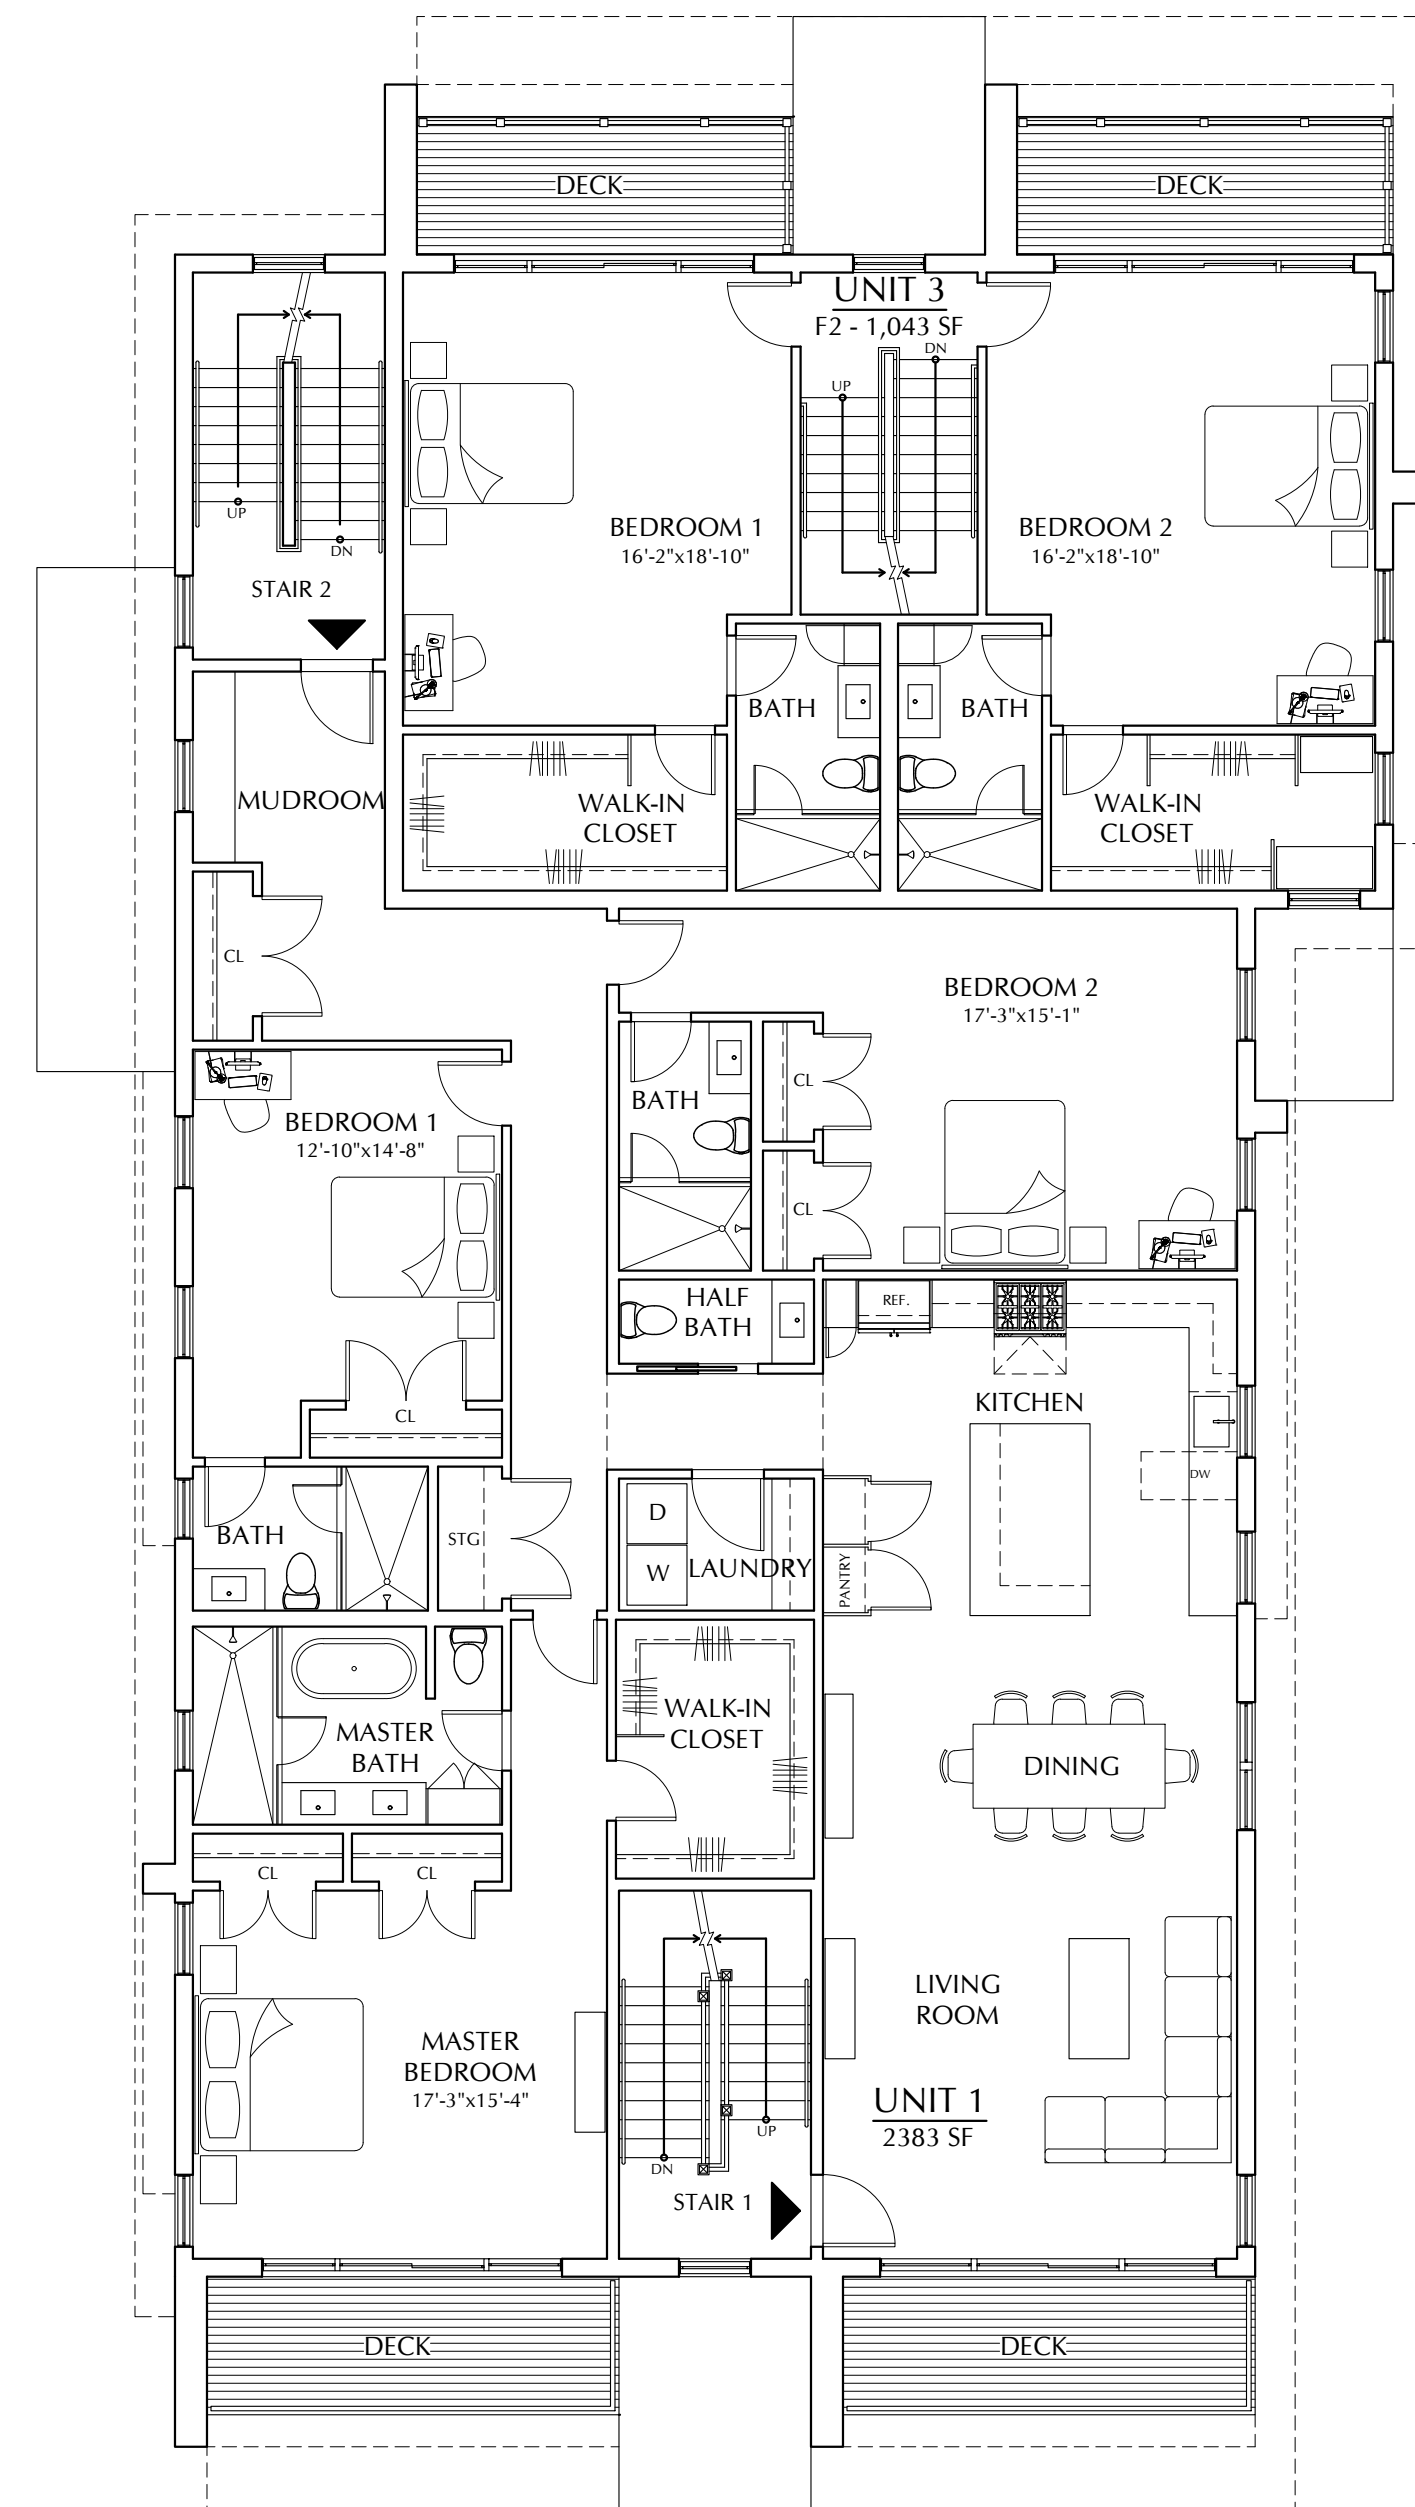 DECK
DECK
UNIT 3
F2 - 1,043 SF
DN
UP
UP
DN
BEDROOM 1
16'-2"x18'-10"
BEDROOM 2
16'-2"x18'-10"
STAIR 2
BATH
BATH
MUDROOM
WALK-IN
CLOSET
WALK-IN
CLOSET
CL
BEDROOM 2
17'-3"x15'-1"
CL
BATH
BEDROOM 1
12'-10"x14'-8"
CL
HALF
BATH
REF.
KITCHEN
CL
DW
D
W
LAUNDRY
PANTRY
STG
BATH
WALK-IN
CLOSET
MASTER
BATH
DINING
CL
CL
LIVING
ROOM
MASTER
BEDROOM
17'-3"x15'-4"
UNIT 1
2383 SF
UP
DN
STAIR 1
DECK
DECK